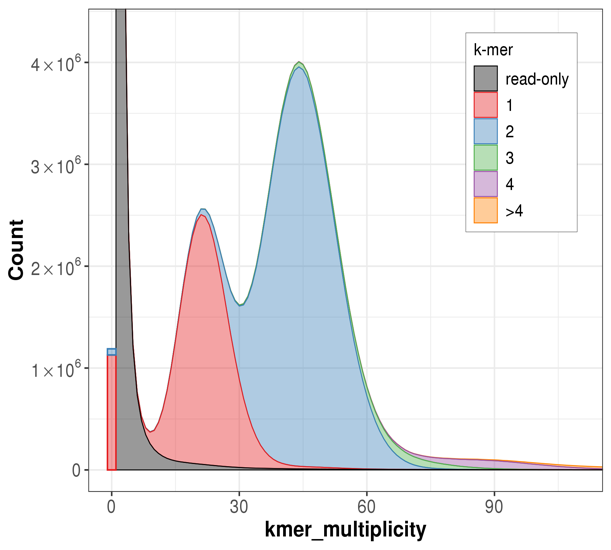 k-mer
read-only
1
2
3
4
>4
4×10⁶
3×10⁶
2×10⁶
1×10⁶
0
Count
0 30 60 90
kmer_multiplicity